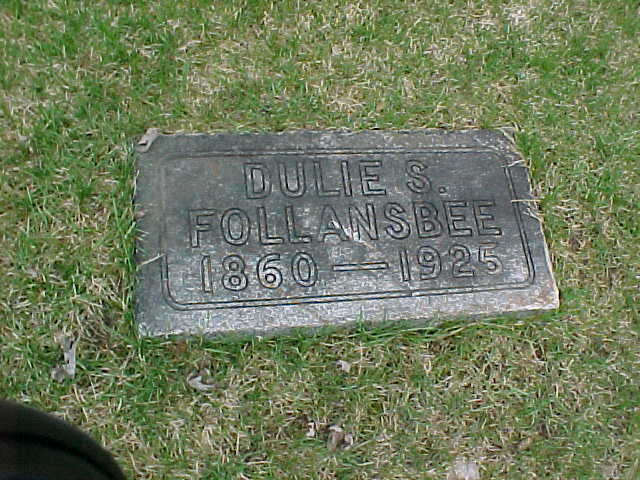 DULIE S.
FOLLANSBEE
1860 — 1925